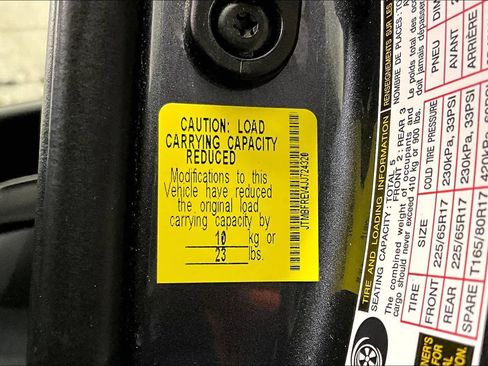 CAUTION: LOAD
CARRYING CAPACITY
REDUCED
Modifications to this
Vehicle have reduced
the original load
carrying capacity by
10 kg or
23 lbs.
JTMBFREV4JJ724320
TIRE AND LOADING INFORMATION
RENSEIGNEMENTS SUR LES
SEATING CAPACITY: TOTAL 5 : FRONT 2 : REAR 3
NOMBRE DE PLACES:
The combined weight of occupants and
cargo should never exceed 410 kg or 900 lbs.
Le poids total
doit jamais dépasser
TIRE SIZE COLD TIRE PRESSURE PNEU
FRONT 225/65R17 230kPa, 33PSI AVANT
REAR 225/65R17 230kPa, 33PSI ARRIÈRE
SPARE T165/80R17 420kPa,